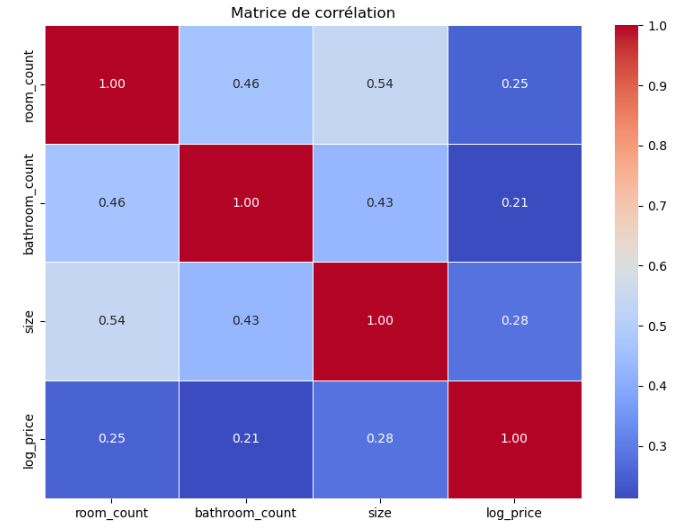 Matrice de corrélation
room_count 1.00 0.46 0.54 0.25
bathroom_count 0.46 1.00 0.43 0.21
size 0.54 0.43 1.00 0.28
log_price 0.25 0.21 0.28 1.00
room_count bathroom_count size log_price
1.0
0.9
0.8
0.7
0.6
0.5
0.4
0.3